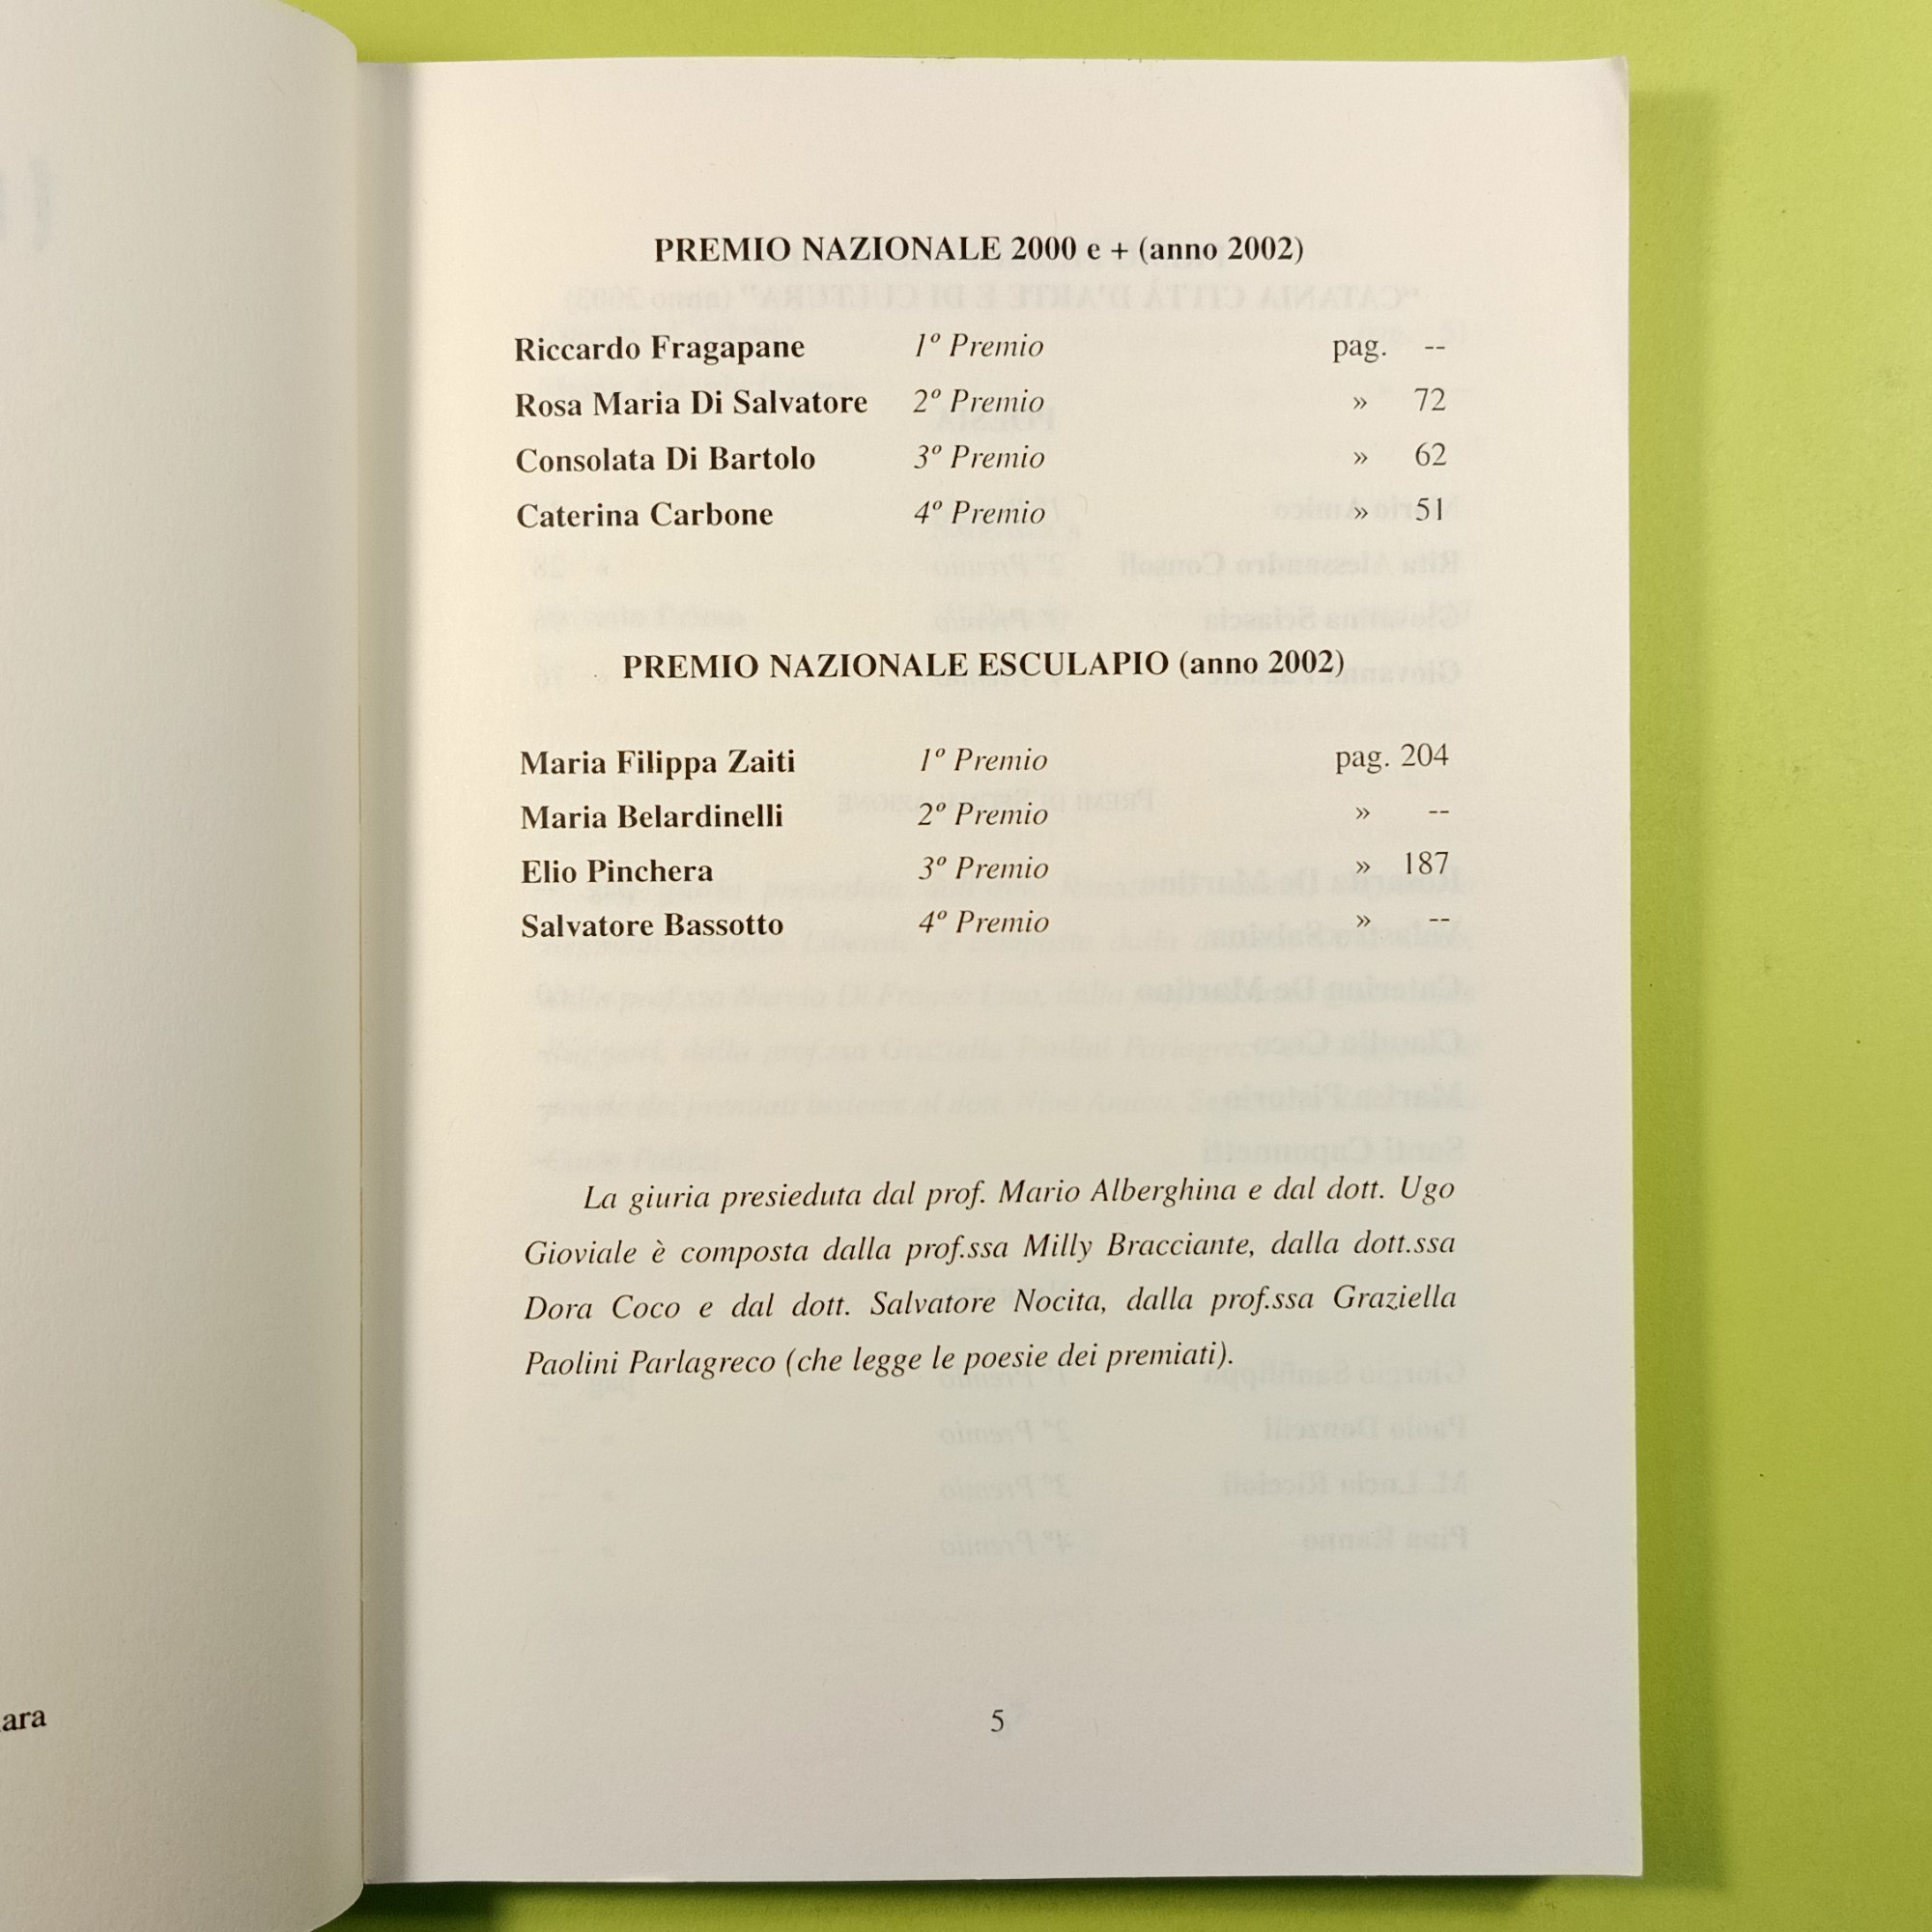 PREMIO NAZIONALE 2000 e + (anno 2002)
Riccardo Fragapane 1º Premio pag. --
Rosa Maria Di Salvatore 2º Premio » 72
Consolata Di Bartolo 3º Premio » 62
Caterina Carbone 4º Premio » 51
PREMIO NAZIONALE ESCULAPIO (anno 2002)
Maria Filippa Zaiti 1º Premio pag. 204
Maria Belardinelli 2º Premio » --
Elio Pinchera 3º Premio » 187
Salvatore Bassotto 4º Premio » --
La giuria presieduta dal prof. Mario Alberghina e dal dott. Ugo
Gioviale è composta dalla prof.ssa Milly Bracciante, dalla dott.ssa
Dora Coco e dal dott. Salvatore Nocita, dalla prof.ssa Graziella
Paolini Parlagreco (che legge le poesie dei premiati).
5